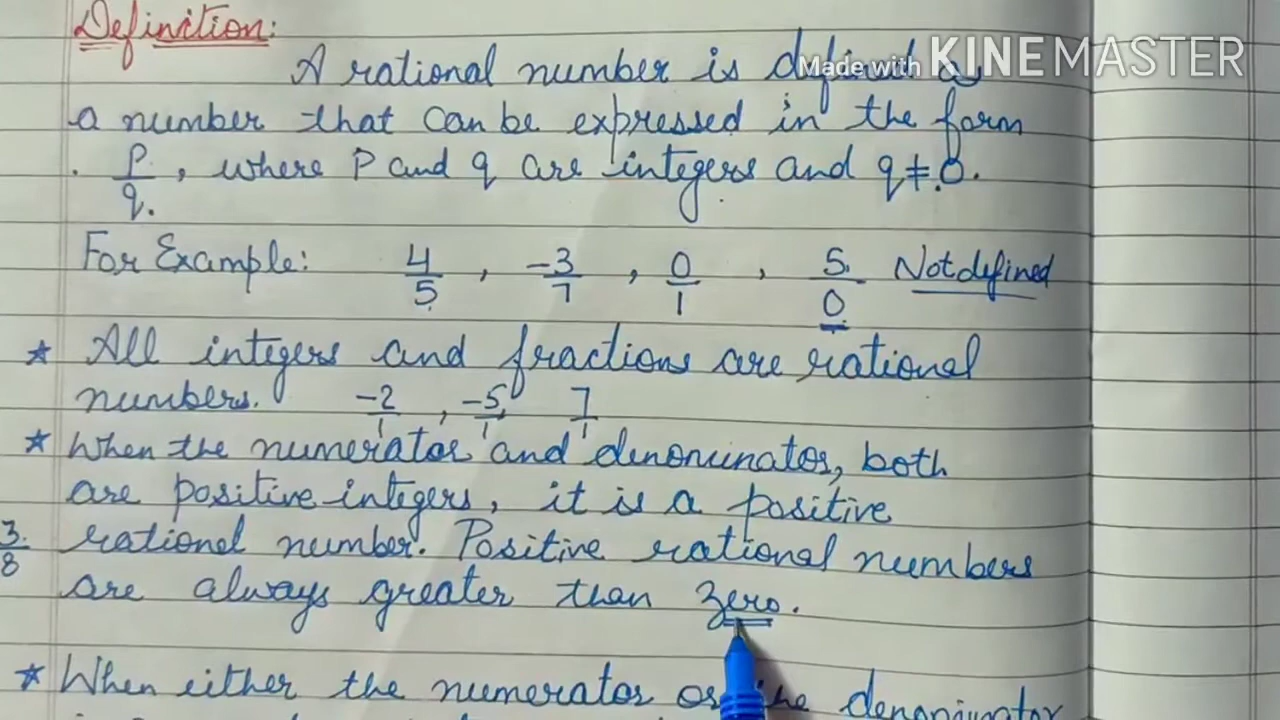 Definition:
Made with KINEMASTER
A rational number is defined as
a number that can be expressed in the form
p/q, where P and q are integers and q≠0.
For Example: 4/5, -3/7, 0/1, 5/0 Not defined
★ All integers and fractions are rational
numbers. -2/1, -5/1 7/1
★ When the numerator and denominator, both
are positive integers, it is a positive
3/8 rational number. Positive rational numbers
are always greater than zero.
★ When either the numerator or the denominator